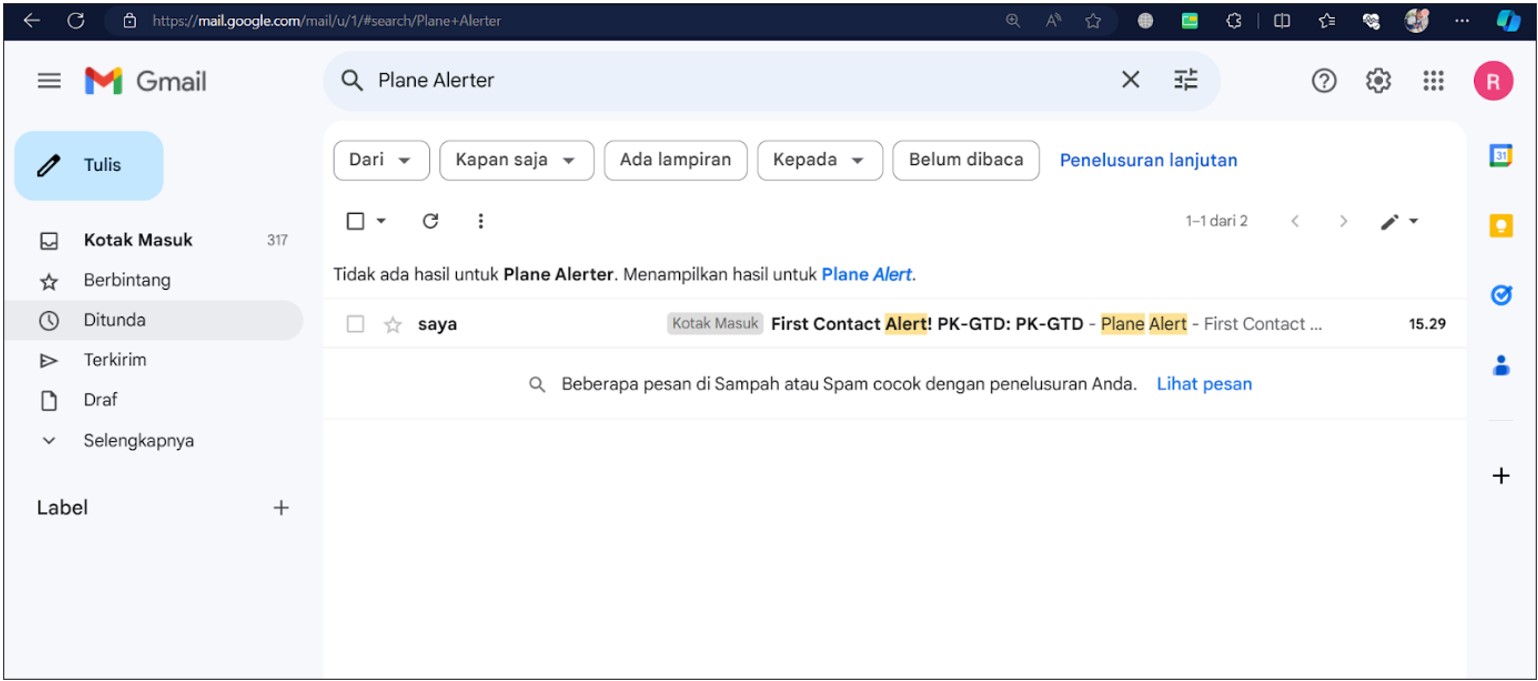 https://mail.google.com/mail/u/1/#search/Plane+Alerter
Gmail
Plane Alerter
R
Tulis
Dari
Kapan saja
Ada lampiran
Kepada
Belum dibaca
Penelusuran lanjutan
31
1–1 dari 2
Kotak Masuk 317
Berbintang
Ditunda
Terkirim
Draf
Selengkapnya
Label
Tidak ada hasil untuk Plane Alerter. Menampilkan hasil untuk Plane Alert.
saya Kotak Masuk First Contact Alert! PK-GTD: PK-GTD - Plane Alert - First Contact ... 15.29
Beberapa pesan di Sampah atau Spam cocok dengan penelusuran Anda. Lihat pesan